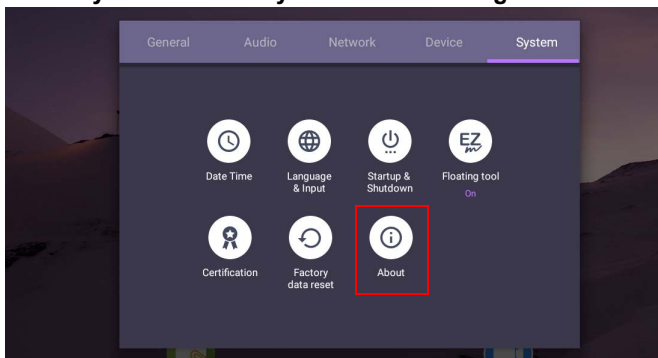 General Audio Network Device System
EZ
Date Time Language & Input Startup & Shutdown Floating tool
On
Certification Factory data reset About